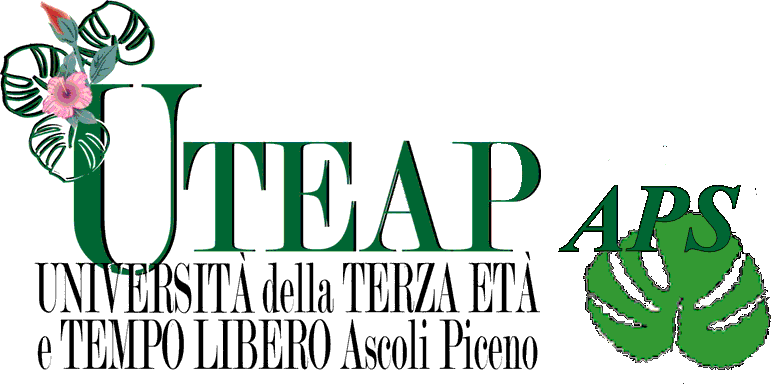 UTEAP
APS
UNIVERSITÀ della TERZA ETÀ
e TEMPO LIBERO Ascoli Piceno